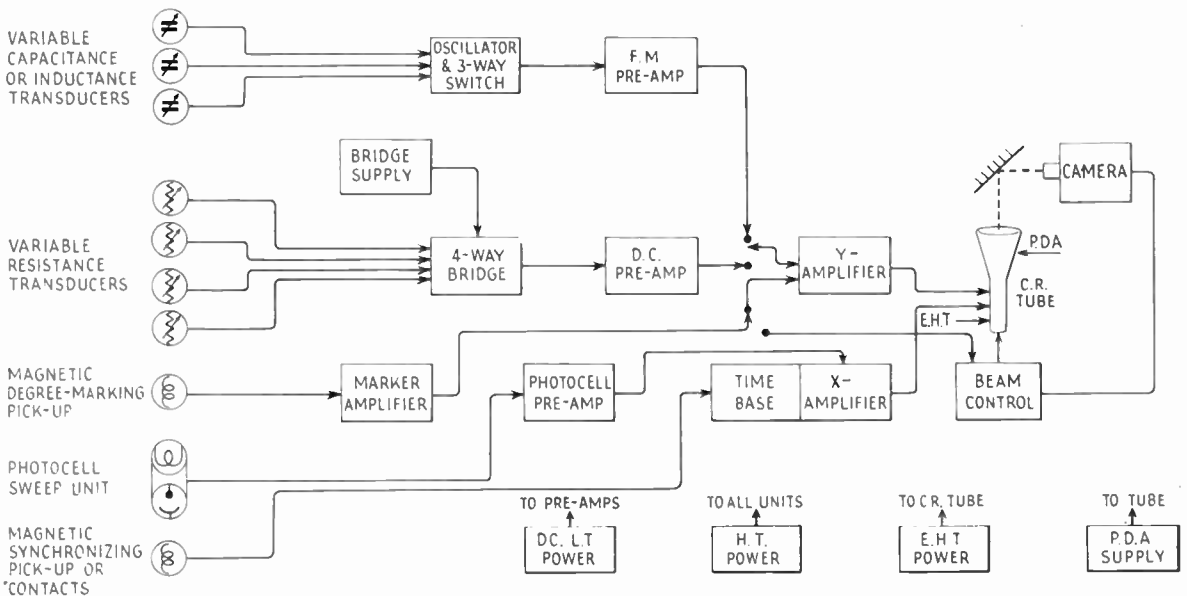 VARIABLE
CAPACITANCE
OR INDUCTANCE
TRANSDUCERS
OSCILLATOR
& 3-WAY
SWITCH
F.M
PRE-AMP
BRIDGE
SUPPLY
CAMERA
VARIABLE
RESISTANCE
TRANSDUCERS
4-WAY
BRIDGE
D.C.
PRE-AMP
Y-
AMPLIFIER
P.D.A
C.R.
TUBE
E.H.T
MAGNETIC
DEGREE-MARKING
PICK-UP
MARKER
AMPLIFIER
PHOTOCELL
PRE-AMP
TIME
BASE
X-
AMPLIFIER
BEAM
CONTROL
PHOTOCELL
SWEEP UNIT
MAGNETIC
SYNCHRONIZING
PICK-UP OR
CONTACTS
TO PRE-AMPS
DC. L.T
POWER
TO ALL UNITS
H.T.
POWER
TO C.R. TUBE
E.H.T
POWER
TO TUBE
P.D.A
SUPPLY